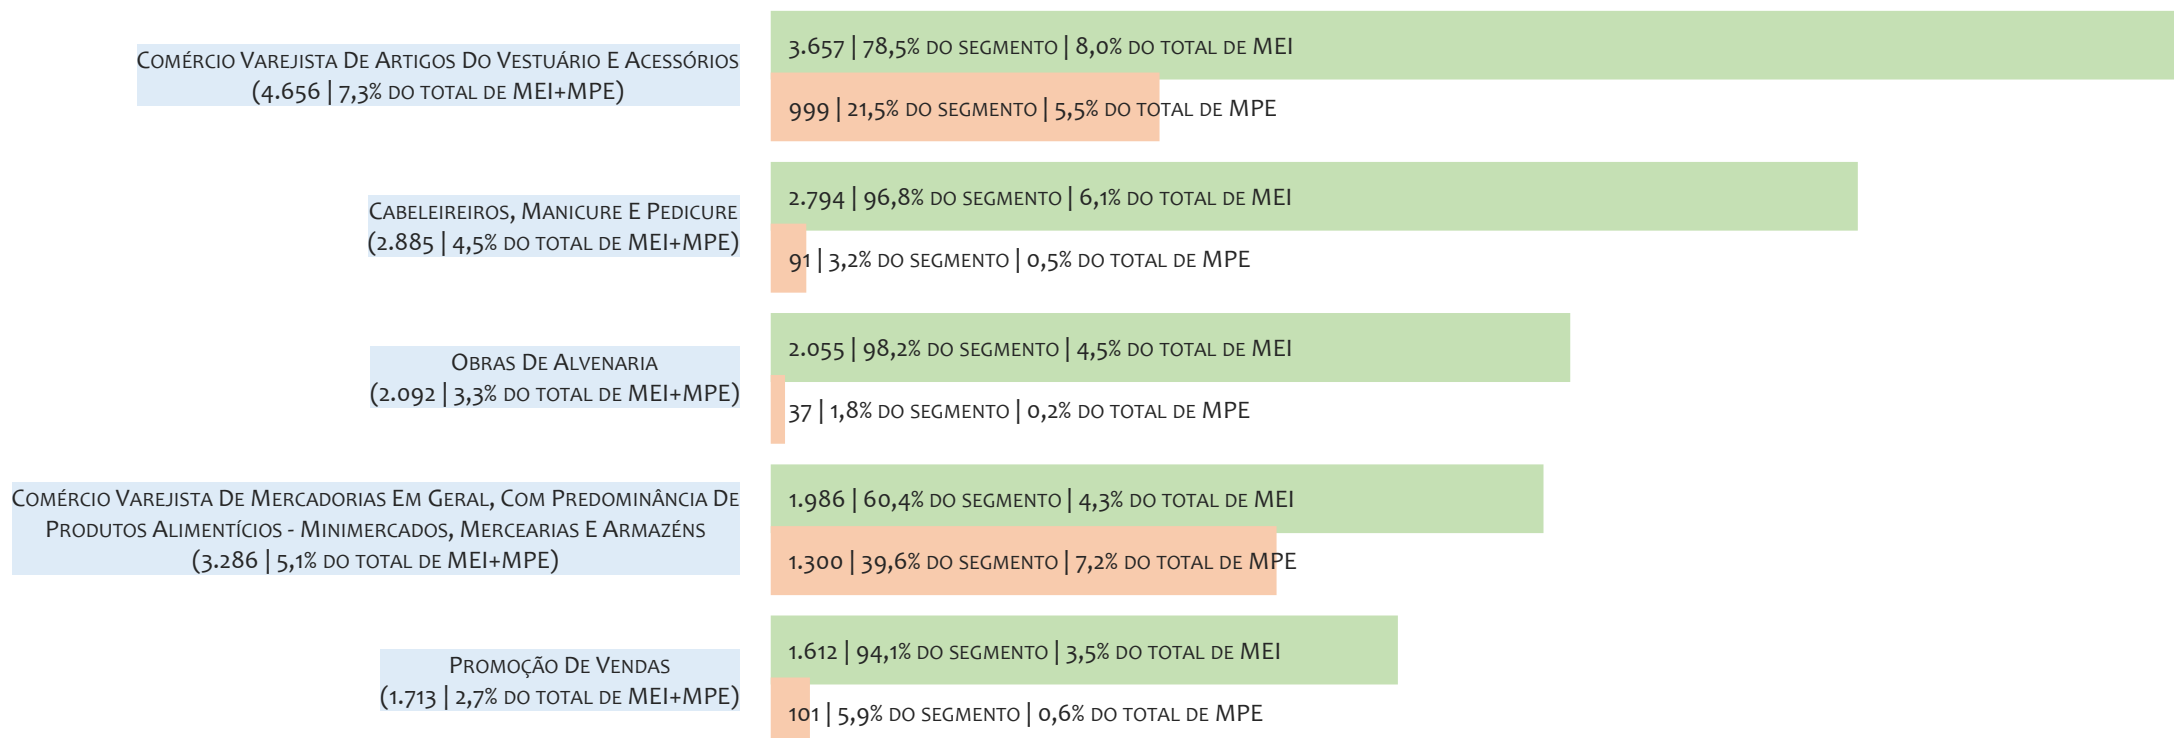 Comércio Varejista De Artigos Do Vestuário E Acessórios
(4.656 | 7,3% do total de MEI+MPE)
3.657 | 78,5% do segmento | 8,0% do total de MEI
999 | 21,5% do segmento | 5,5% do total de MPE
Cabeleireiros, Manicure E Pedicure
(2.885 | 4,5% do total de MEI+MPE)
2.794 | 96,8% do segmento | 6,1% do total de MEI
91 | 3,2% do segmento | 0,5% do total de MPE
Obras De Alvenaria
(2.092 | 3,3% do total de MEI+MPE)
2.055 | 98,2% do segmento | 4,5% do total de MEI
37 | 1,8% do segmento | 0,2% do total de MPE
Comércio Varejista De Mercadorias Em Geral, Com Predominância De
Produtos Alimentícios - Minimercados, Mercearias E Armazéns
(3.286 | 5,1% do total de MEI+MPE)
1.986 | 60,4% do segmento | 4,3% do total de MEI
1.300 | 39,6% do segmento | 7,2% do total de MPE
Promoção De Vendas
(1.713 | 2,7% do total de MEI+MPE)
1.612 | 94,1% do segmento | 3,5% do total de MEI
101 | 5,9% do segmento | 0,6% do total de MPE